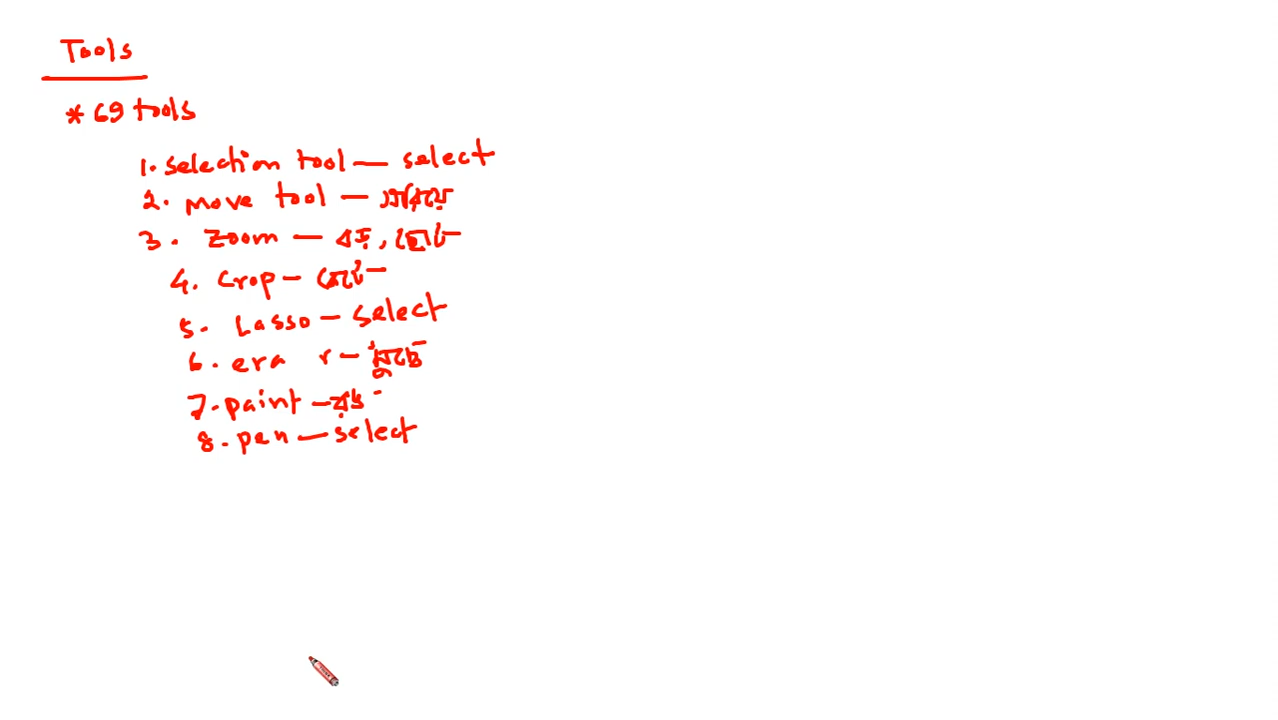 Tools
* 69 tools
1. selection tool — select
2. move tool —
3. Zoom —
4. Crop —
5. Lasso — select
6. era r —
7. paint —
8. pen — select